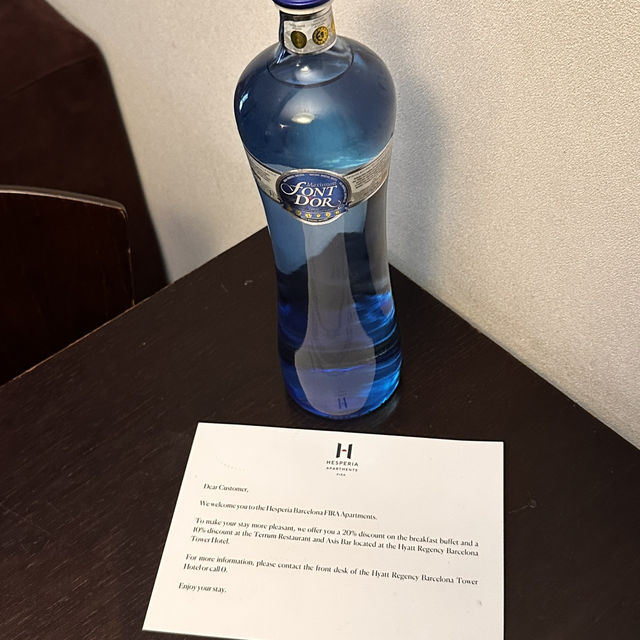 FONT
DOR
HESPERIA
APARTMENTS
FIRA
Dear Customer,
We welcome you to the Hesperia Barcelona FIRA Apartments.
To make your stay more pleasant, we offer you a 20% discount on the breakfast buffet and a
10% discount at the Terrum Restaurant and Axis Bar located at the Hyatt Regency Barcelona
Tower Hotel.
For more information, please contact the front desk of the Hyatt Regency Barcelona Tower
Hotel or call 0.
Enjoy your stay.